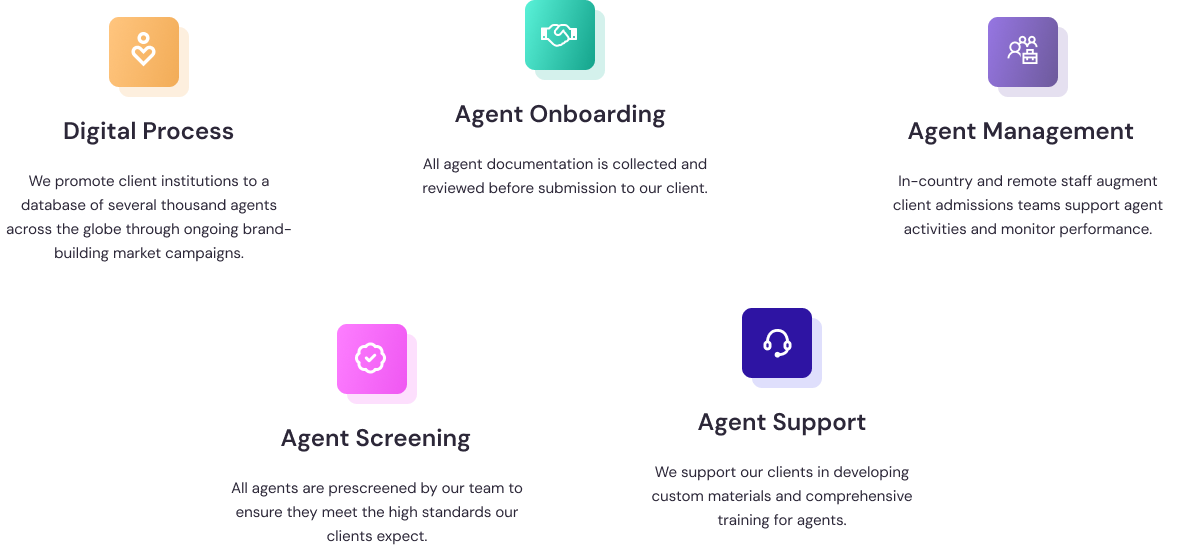 Digital Process
We promote client institutions to a
database of several thousand agents
across the globe through ongoing brand-
building market campaigns.
Agent Onboarding
All agent documentation is collected and
reviewed before submission to our client.
Agent Management
In-country and remote staff augment
client admissions teams support agent
activities and monitor performance.
Agent Screening
All agents are prescreened by our team to
ensure they meet the high standards our
clients expect.
Agent Support
We support our clients in developing
custom materials and comprehensive
training for agents.